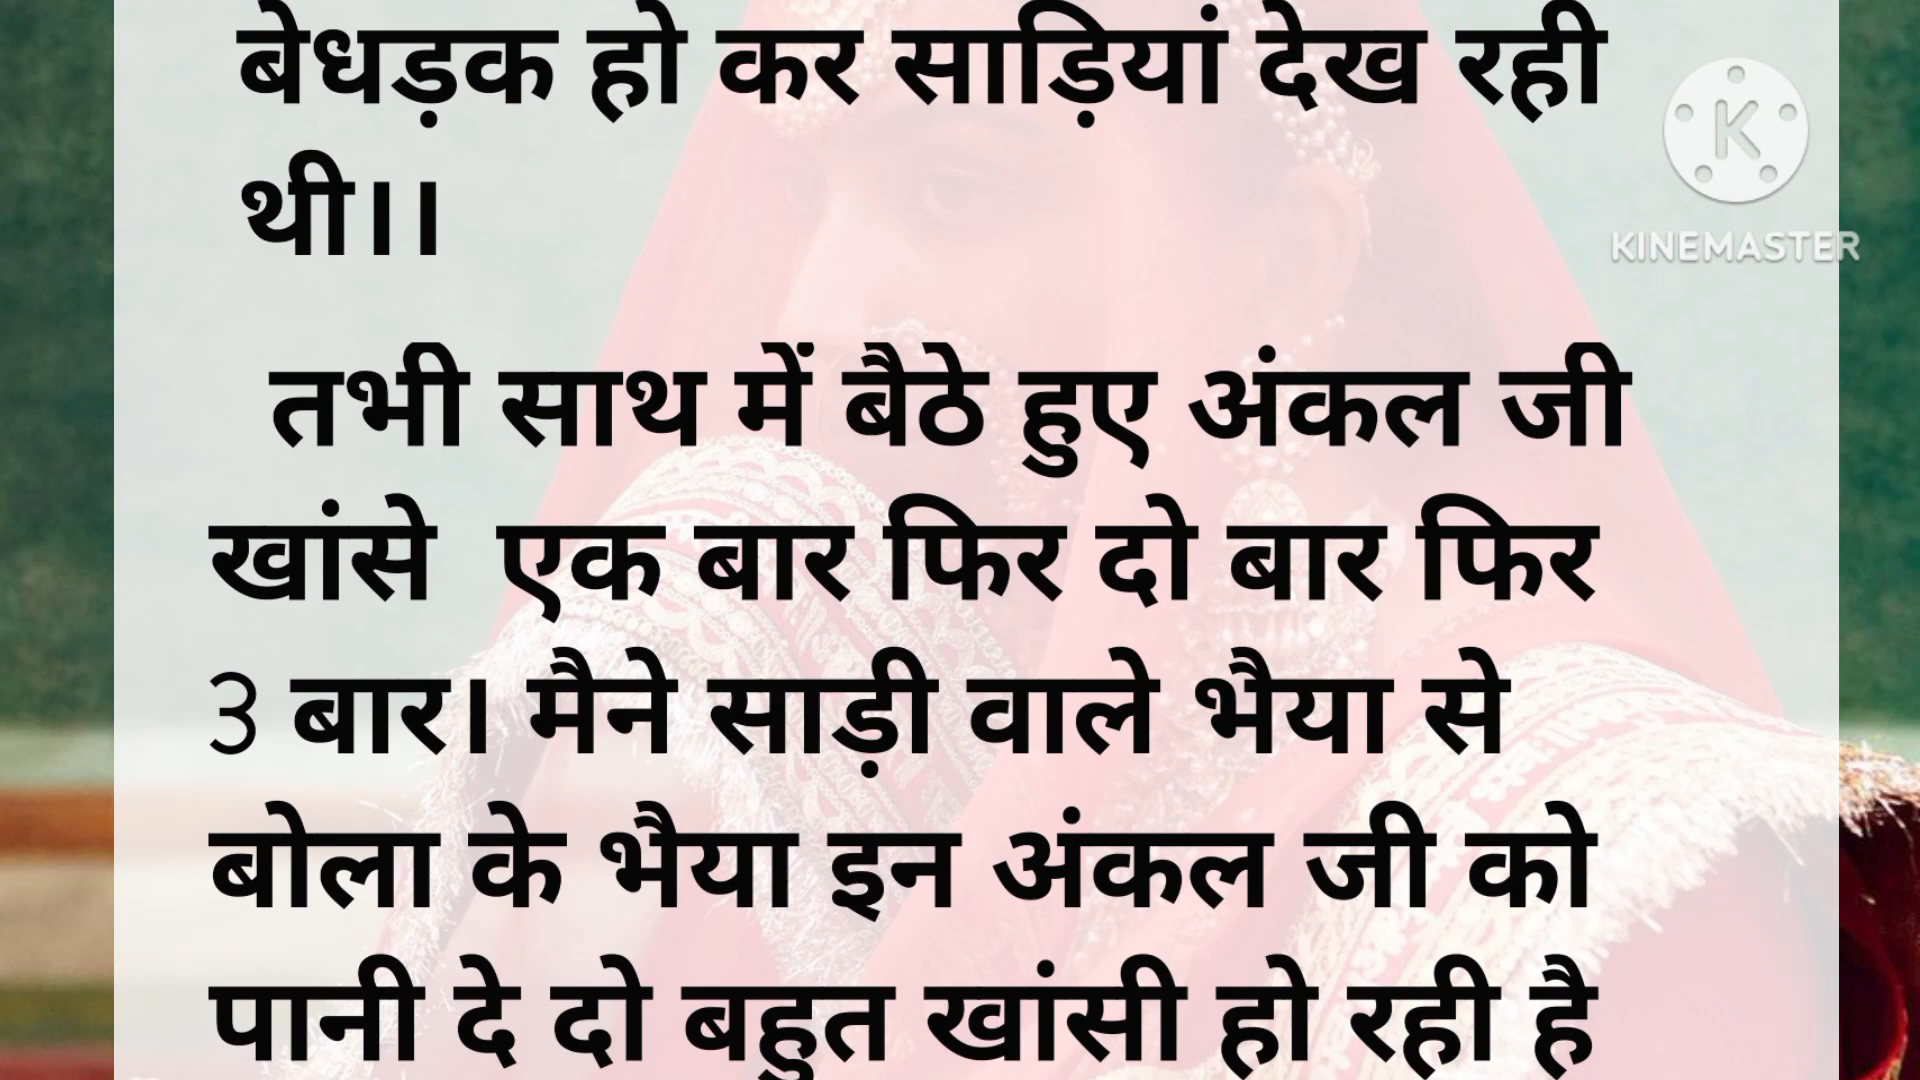 बेधड़क हो कर साड़ियां देख रही
थी।।
तभी साथ में बैठे हुए अंकल जी
खांसे एक बार फिर दो बार फिर
3 बार। मैने साड़ी वाले भैया से
बोला के भैया इन अंकल जी को
पानी दे दो बहुत खांसी हो रही है
K
KINEMASTER